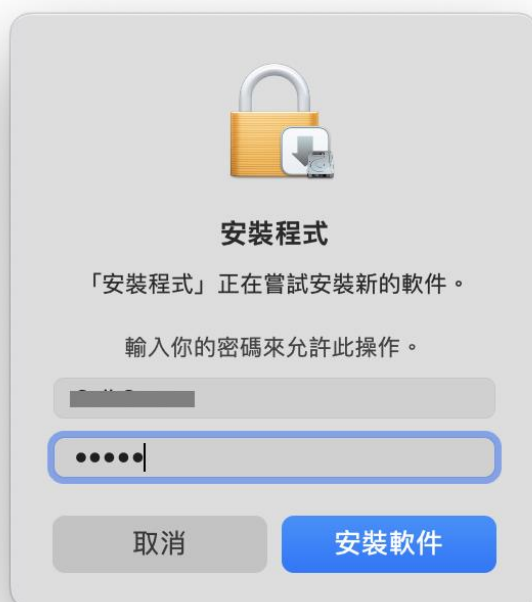 安裝程式
「安裝程式」正在嘗試安裝新的軟件。
輸入你的密碼來允許此操作。
•••••
取消
安裝軟件